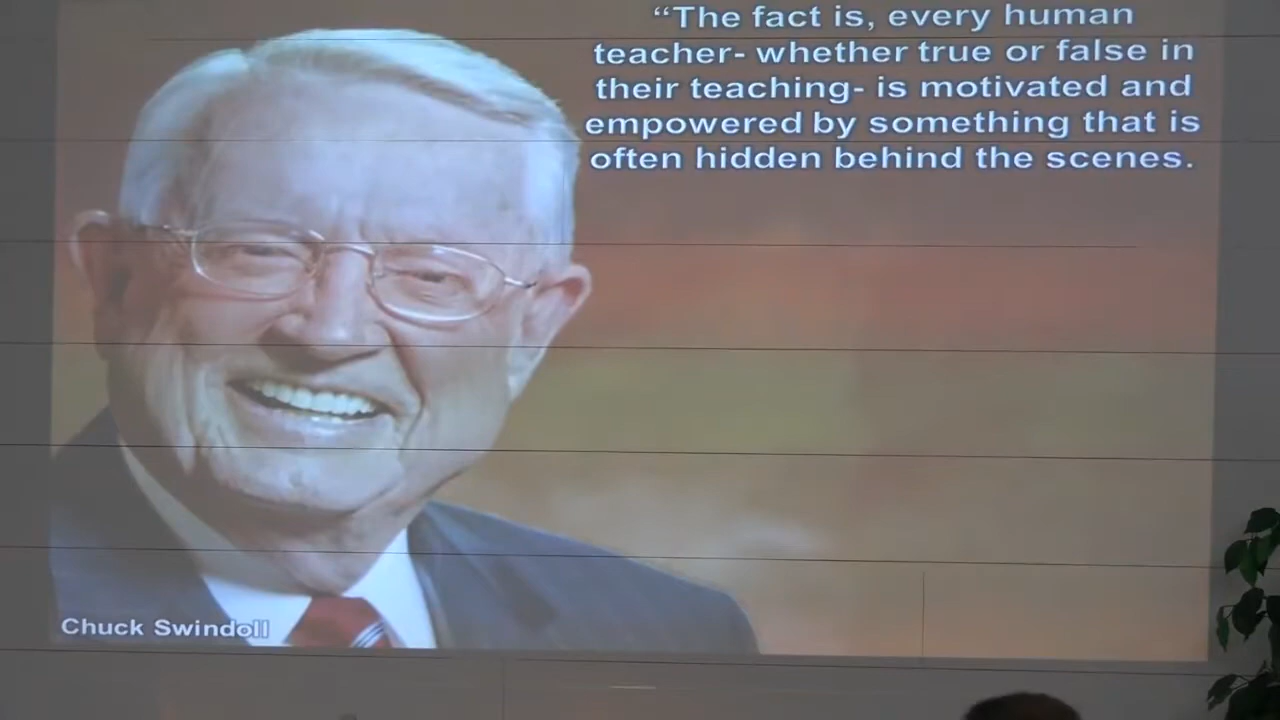 “The fact is, every human
teacher- whether true or false in
their teaching- is motivated and
empowered by something that is
often hidden behind the scenes.
Chuck Swindoll